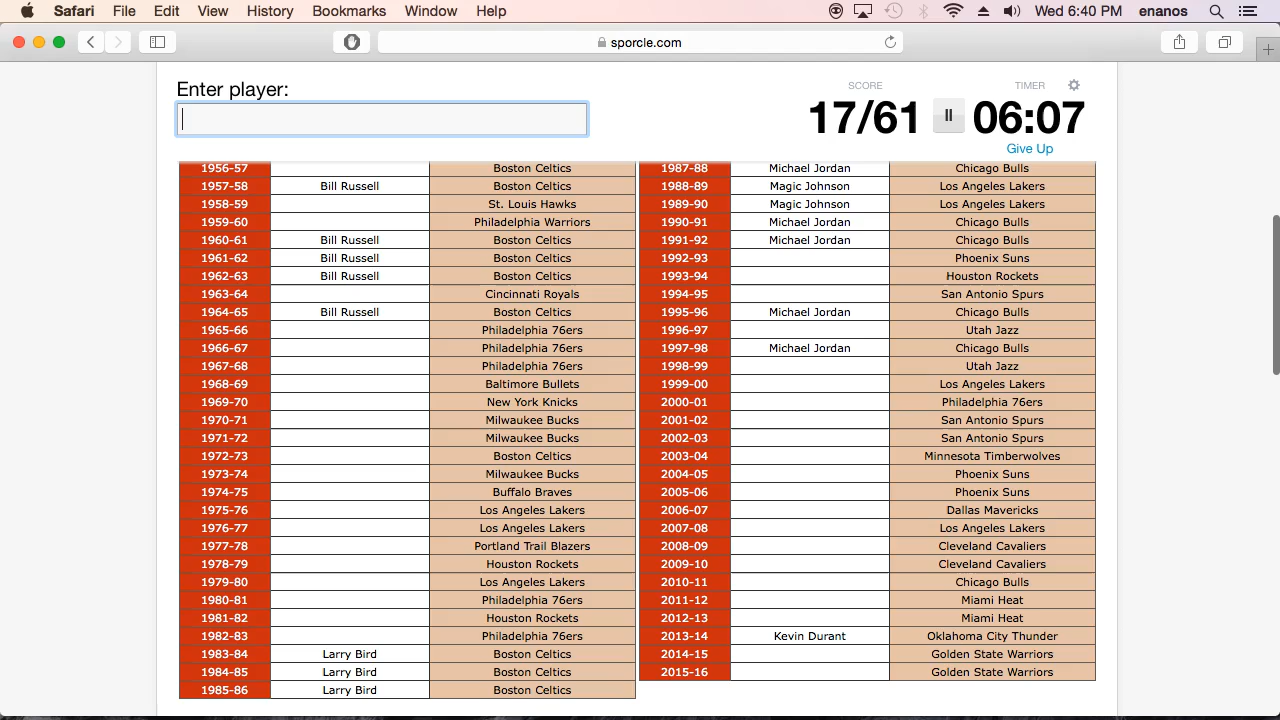 Safari File Edit View History Bookmarks Window Help Wed 6:40 PM enanos
sporcle.com
Enter player:
SCORE TIMER
17/61 06:07
Give Up
1956-57 Boston Celtics 1987-88 Michael Jordan Chicago Bulls
1957-58 Bill Russell Boston Celtics 1988-89 Magic Johnson Los Angeles Lakers
1958-59 St. Louis Hawks 1989-90 Magic Johnson Los Angeles Lakers
1959-60 Philadelphia Warriors 1990-91 Michael Jordan Chicago Bulls
1960-61 Bill Russell Boston Celtics 1991-92 Michael Jordan Chicago Bulls
1961-62 Bill Russell Boston Celtics 1992-93 Phoenix Suns
1962-63 Bill Russell Boston Celtics 1993-94 Houston Rockets
1963-64 Cincinnati Royals 1994-95 San Antonio Spurs
1964-65 Bill Russell Boston Celtics 1995-96 Michael Jordan Chicago Bulls
1965-66 Philadelphia 76ers 1996-97 Utah Jazz
1966-67 Philadelphia 76ers 1997-98 Michael Jordan Chicago Bulls
1967-68 Philadelphia 76ers 1998-99 Utah Jazz
1968-69 Baltimore Bullets 1999-00 Los Angeles Lakers
1969-70 New York Knicks 2000-01 Philadelphia 76ers
1970-71 Milwaukee Bucks 2001-02 San Antonio Spurs
1971-72 Milwaukee Bucks 2002-03 San Antonio Spurs
1972-73 Boston Celtics 2003-04 Minnesota Timberwolves
1973-74 Milwaukee Bucks 2004-05 Phoenix Suns
1974-75 Buffalo Braves 2005-06 Phoenix Suns
1975-76 Los Angeles Lakers 2006-07 Dallas Mavericks
1976-77 Los Angeles Lakers 2007-08 Los Angeles Lakers
1977-78 Portland Trail Blazers 2008-09 Cleveland Cavaliers
1978-79 Houston Rockets 2009-10 Cleveland Cavaliers
1979-80 Los Angeles Lakers 2010-11 Chicago Bulls
1980-81 Philadelphia 76ers 2011-12 Miami Heat
1981-82 Houston Rockets 2012-13 Miami Heat
1982-83 Philadelphia 76ers 2013-14 Kevin Durant Oklahoma City Thunder
1983-84 Larry Bird Boston Celtics 2014-15 Golden State Warriors
1984-85 Larry Bird Boston Celtics 2015-16 Golden State Warriors
1985-86 Larry Bird Boston Celtics